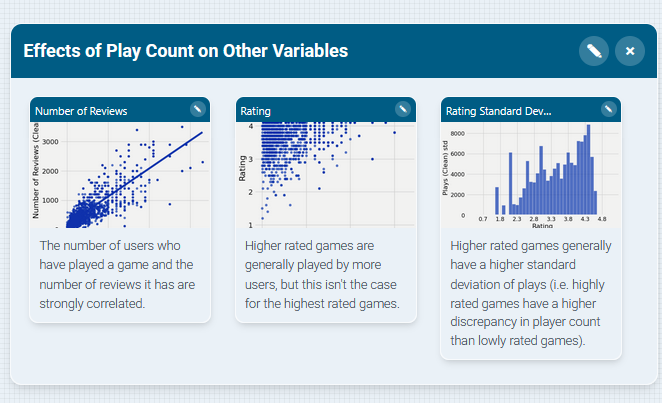 Effects of Play Count on Other Variables
Number of Reviews
Number of Reviews (Clea
3000
2000
1000
The number of users who
have played a game and the
number of reviews it has are
strongly correlated.
Rating
Rating
4
3
2
1
Higher rated games are
generally played by more
users, but this isn't the case
for the highest rated games.
Rating Standard Dev...
Plays (Clean) std
8000
6000
4000
2000
0
0.7 1.8 2.3 2.8 3.3 3.8 4.3 4.8
Rating
Higher rated games generally
have a higher standard
deviation of plays (i.e. highly
rated games have a higher
discrepancy in player count
than lowly rated games).